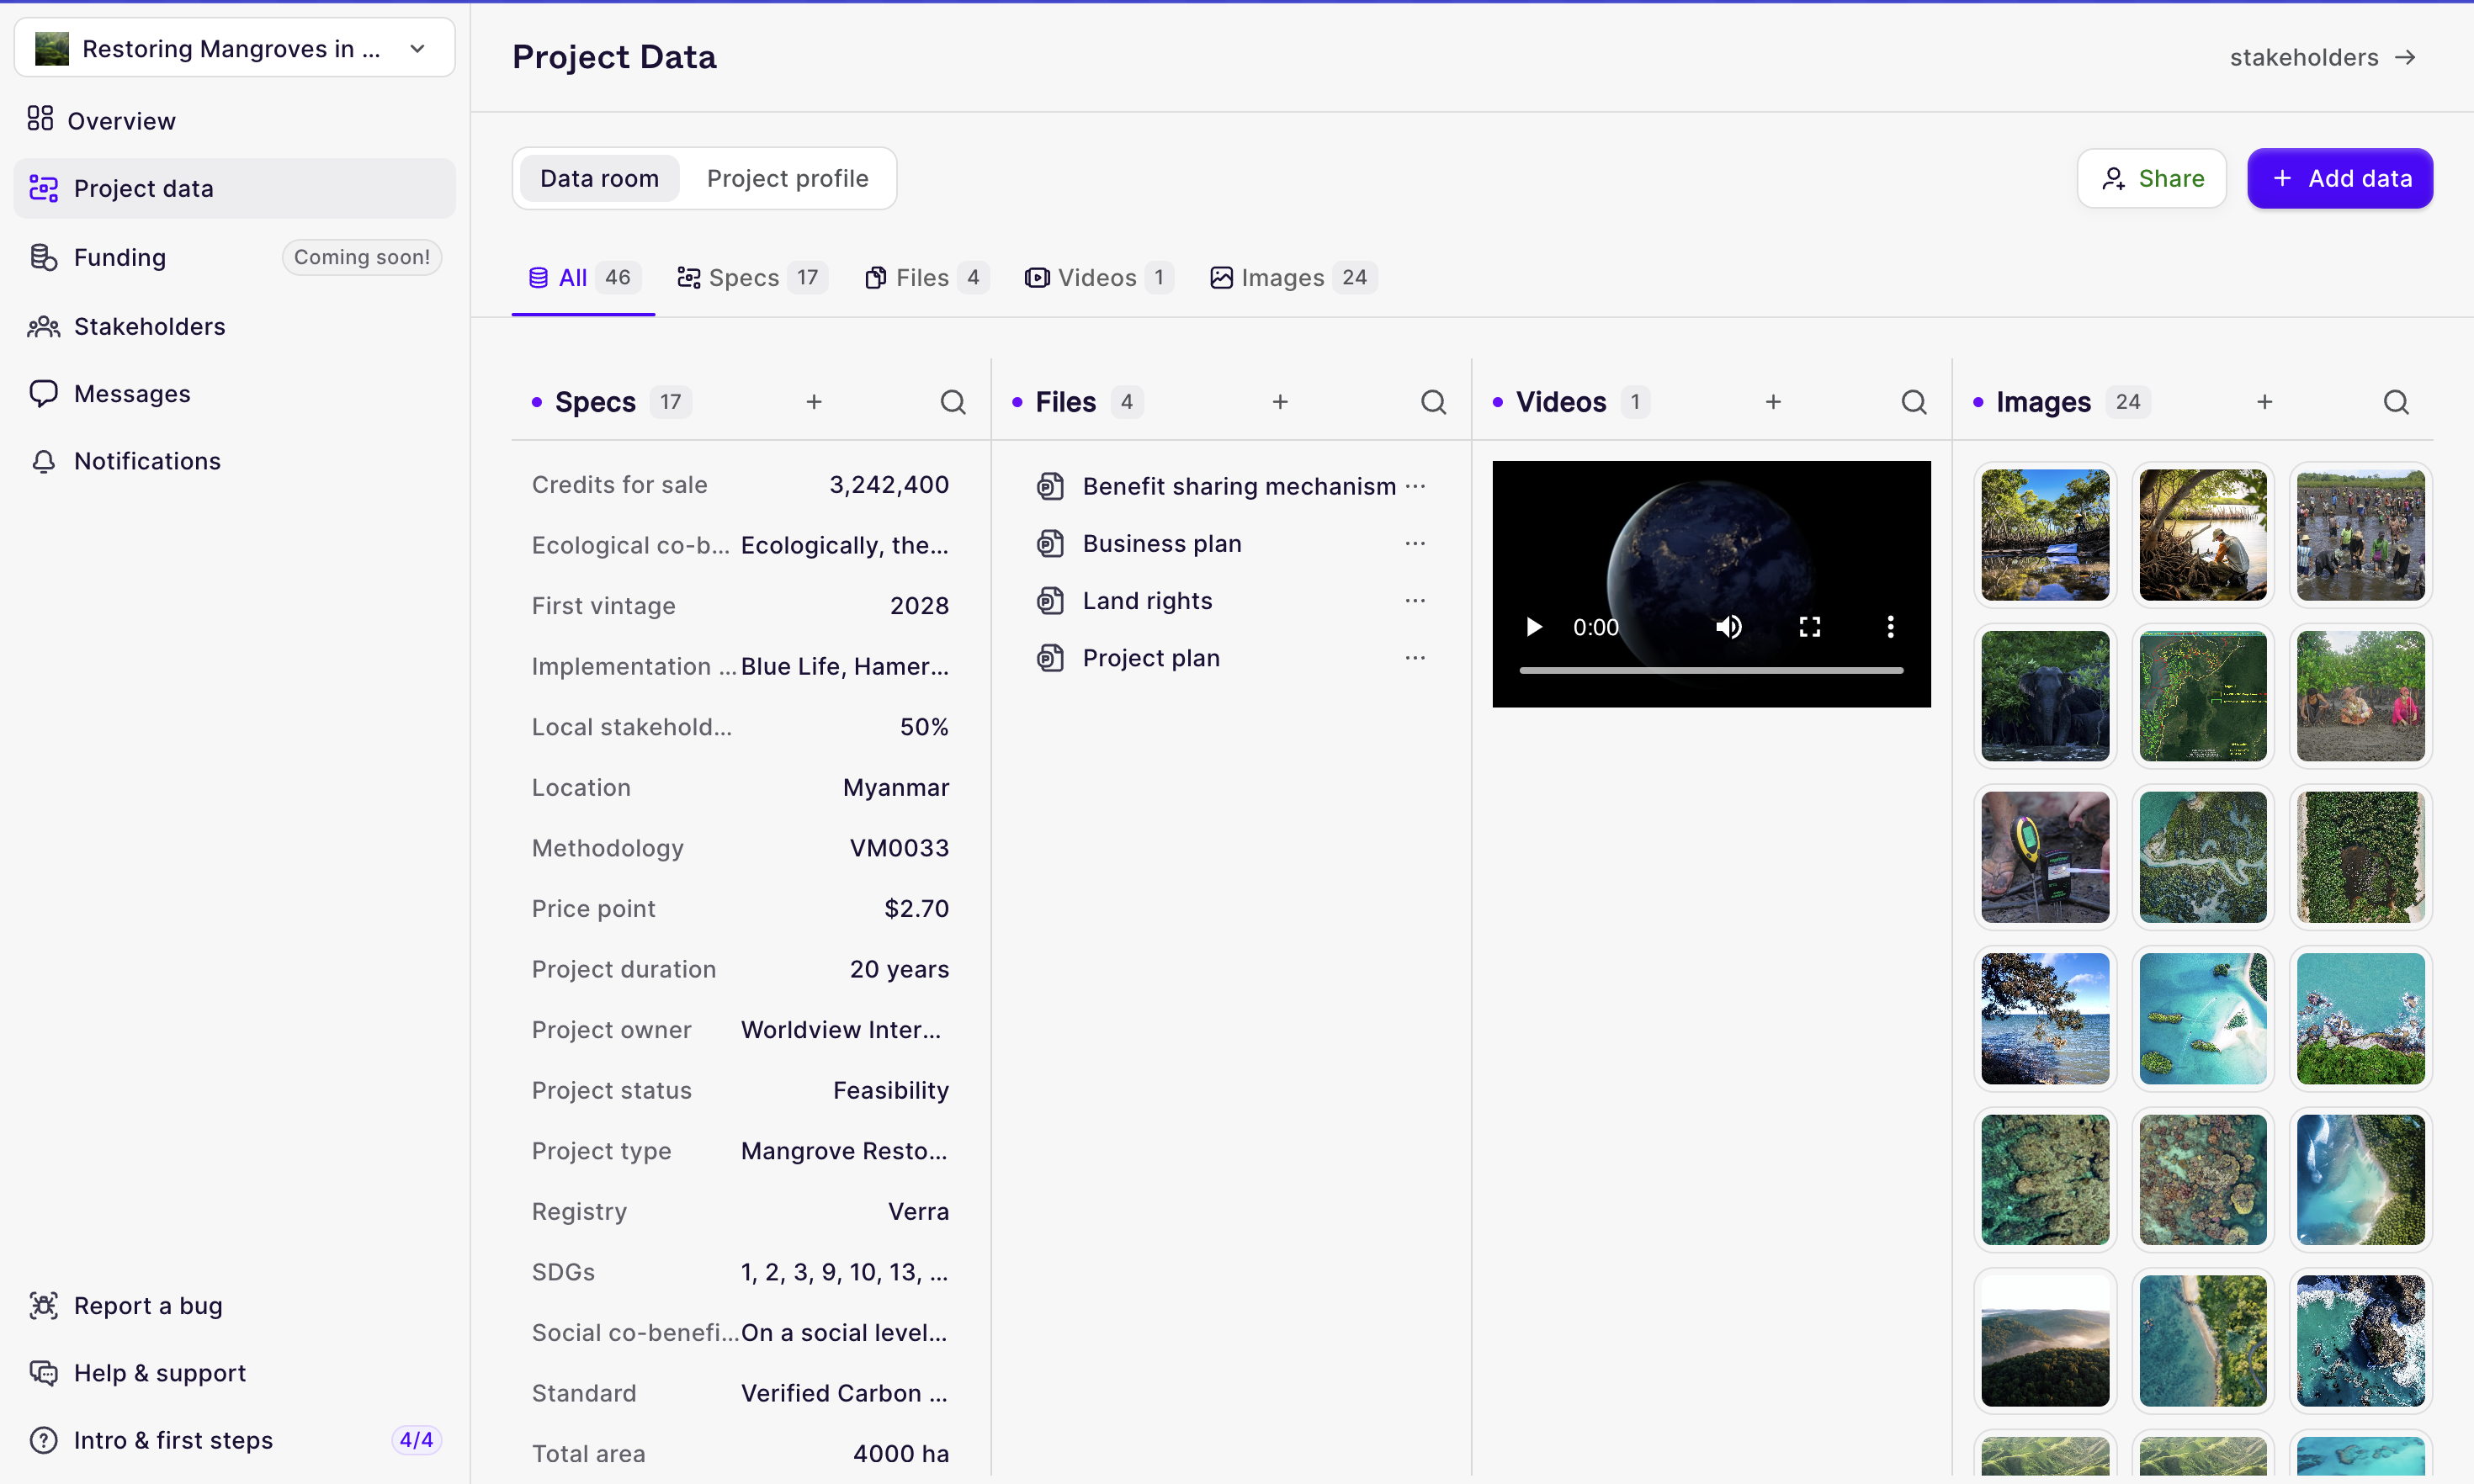 Restoring Mangroves in ...
Overview
Project data
Funding
Coming soon!
Stakeholders
Messages
Notifications
Report a bug
Help & support
Intro & first steps
4/4
Project Data
stakeholders →
Data room
Project profile
Share
+ Add data
All 46
Specs 17
Files 4
Videos 1
Images 24
Specs 17 +
Credits for sale 3,242,400
Ecological co-b... Ecologically, the...
First vintage 2028
Implementation ... Blue Life, Hamer...
Local stakehold... 50%
Location Myanmar
Methodology VM0033
Price point $2.70
Project duration 20 years
Project owner Worldview Inter...
Project status Feasibility
Project type Mangrove Resto...
Registry Verra
SDGs 1, 2, 3, 9, 10, 13, ...
Social co-benefi... On a social level...
Standard Verified Carbon ...
Total area 4000 ha
Files 4 +
Benefit sharing mechanism ...
Business plan ...
Land rights ...
Project plan ...
Videos 1 +
0:00
Images 24 +